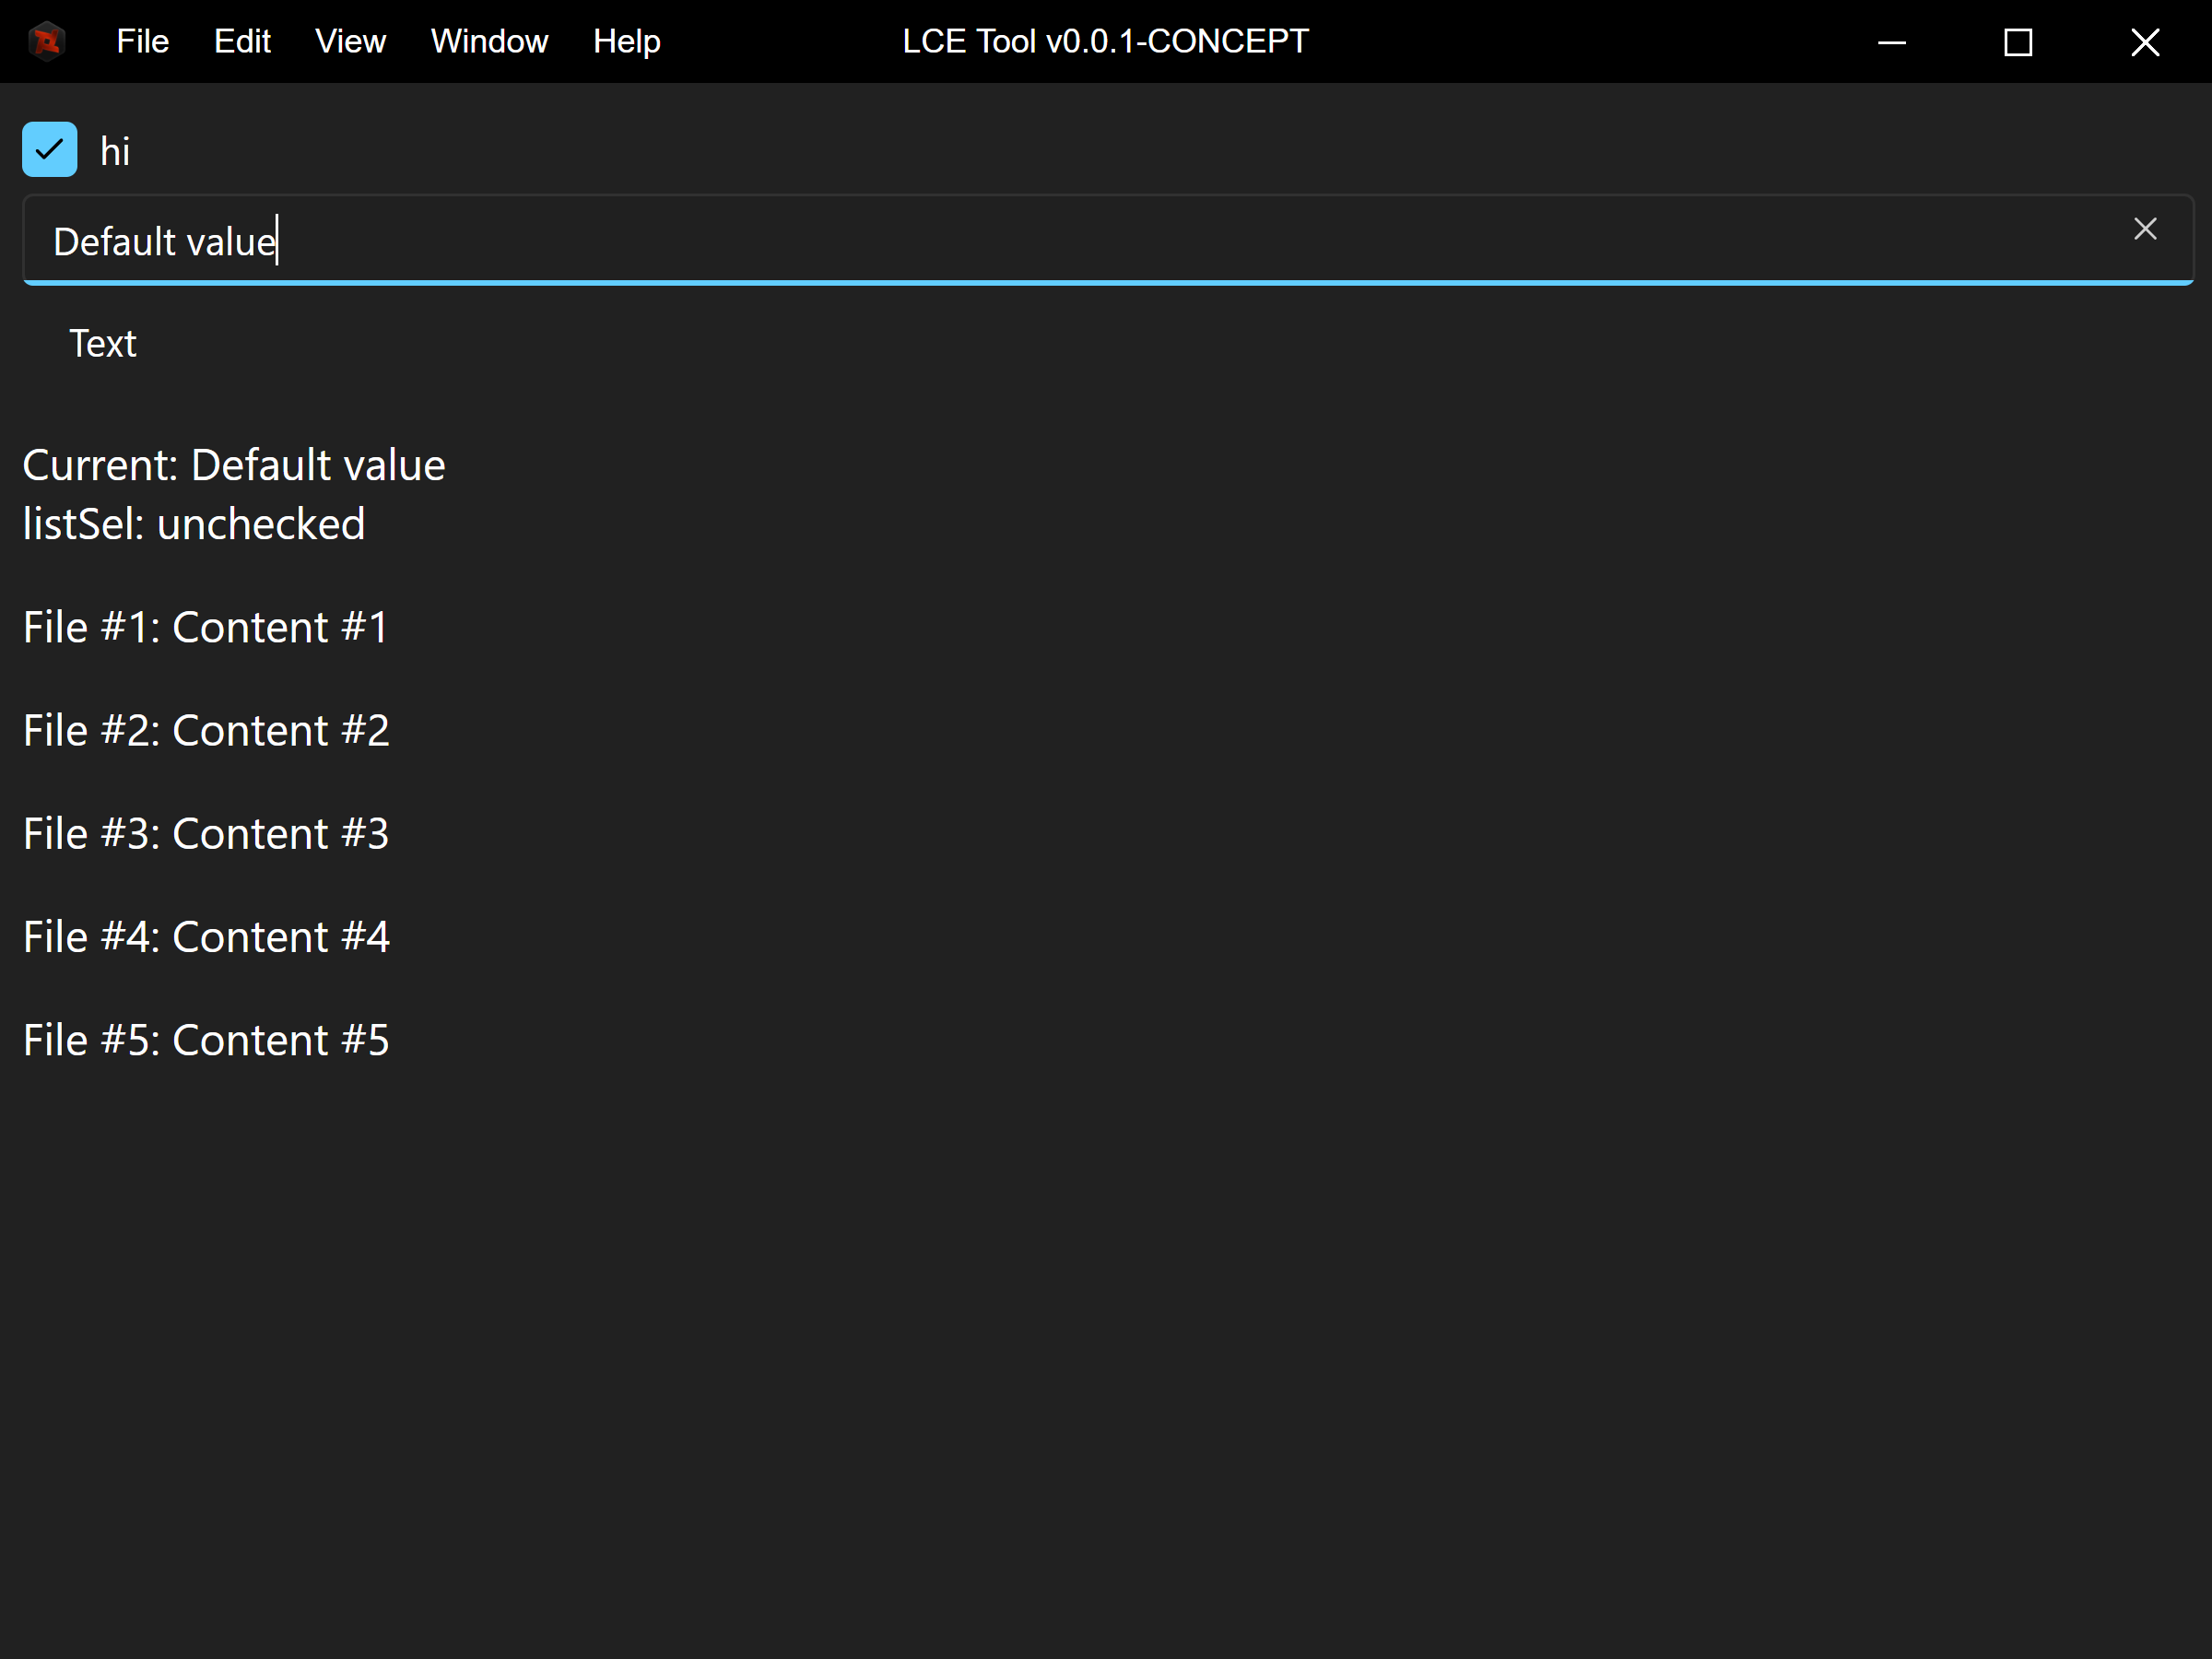 File Edit View Window Help LCE Tool v0.0.1-CONCEPT
hi
Default value
Text
Current: Default value
listSel: unchecked
File #1: Content #1
File #2: Content #2
File #3: Content #3
File #4: Content #4
File #5: Content #5